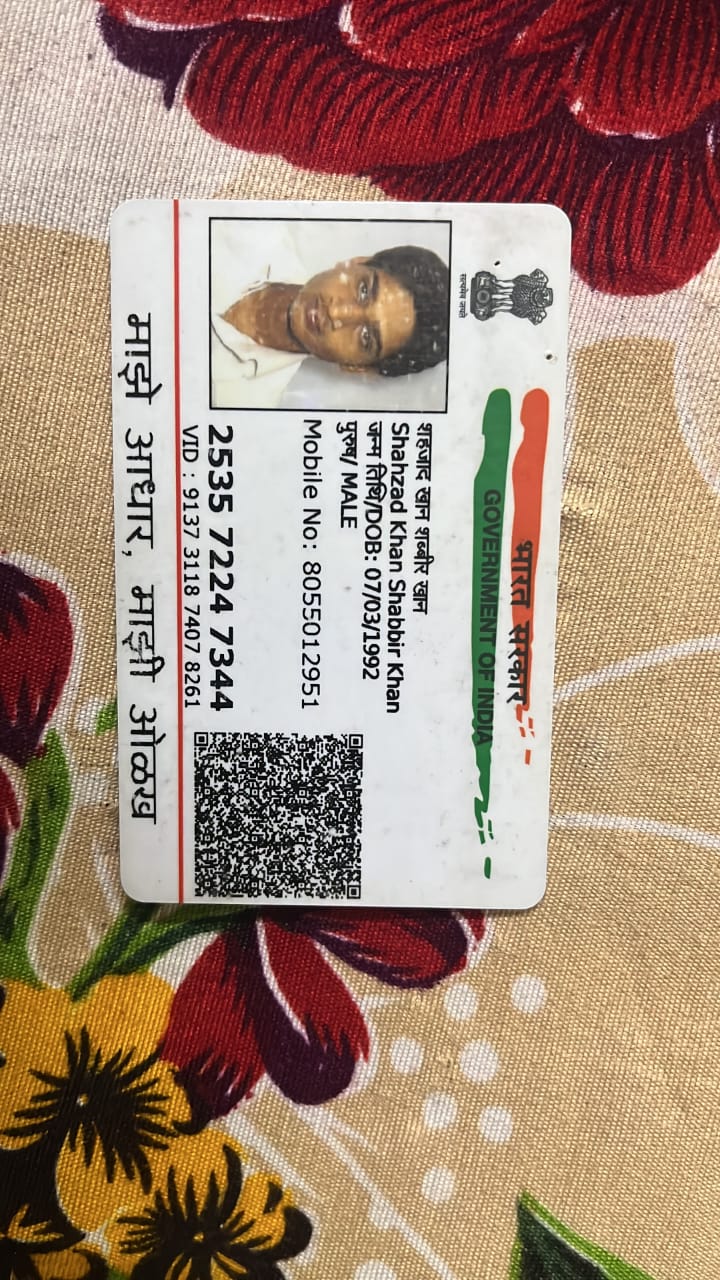 भारत सरकार
GOVERNMENT OF INDIA
सत्यमेव जयते
शहजाद खान शब्बीर खान
Shahzad Khan Shabbir Khan
जन्म तिथि/DOB: 07/03/1992
पुरुष/ MALE
Mobile No: 8055012951
2535 7224 7344
VID : 9137 3118 7407 8261
माझे आधार, माझी ओळख